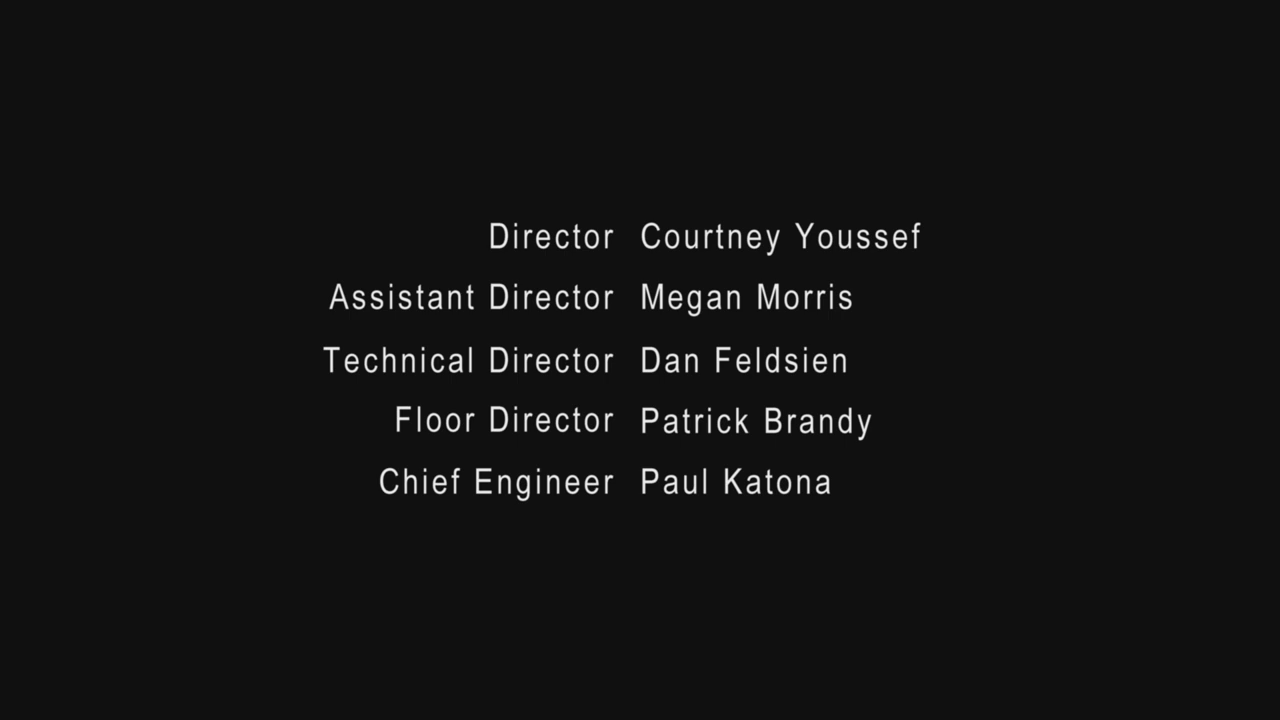 Director Courtney Youssef
Assistant Director Megan Morris
Technical Director Dan Feldsien
Floor Director Patrick Brandy
Chief Engineer Paul Katona